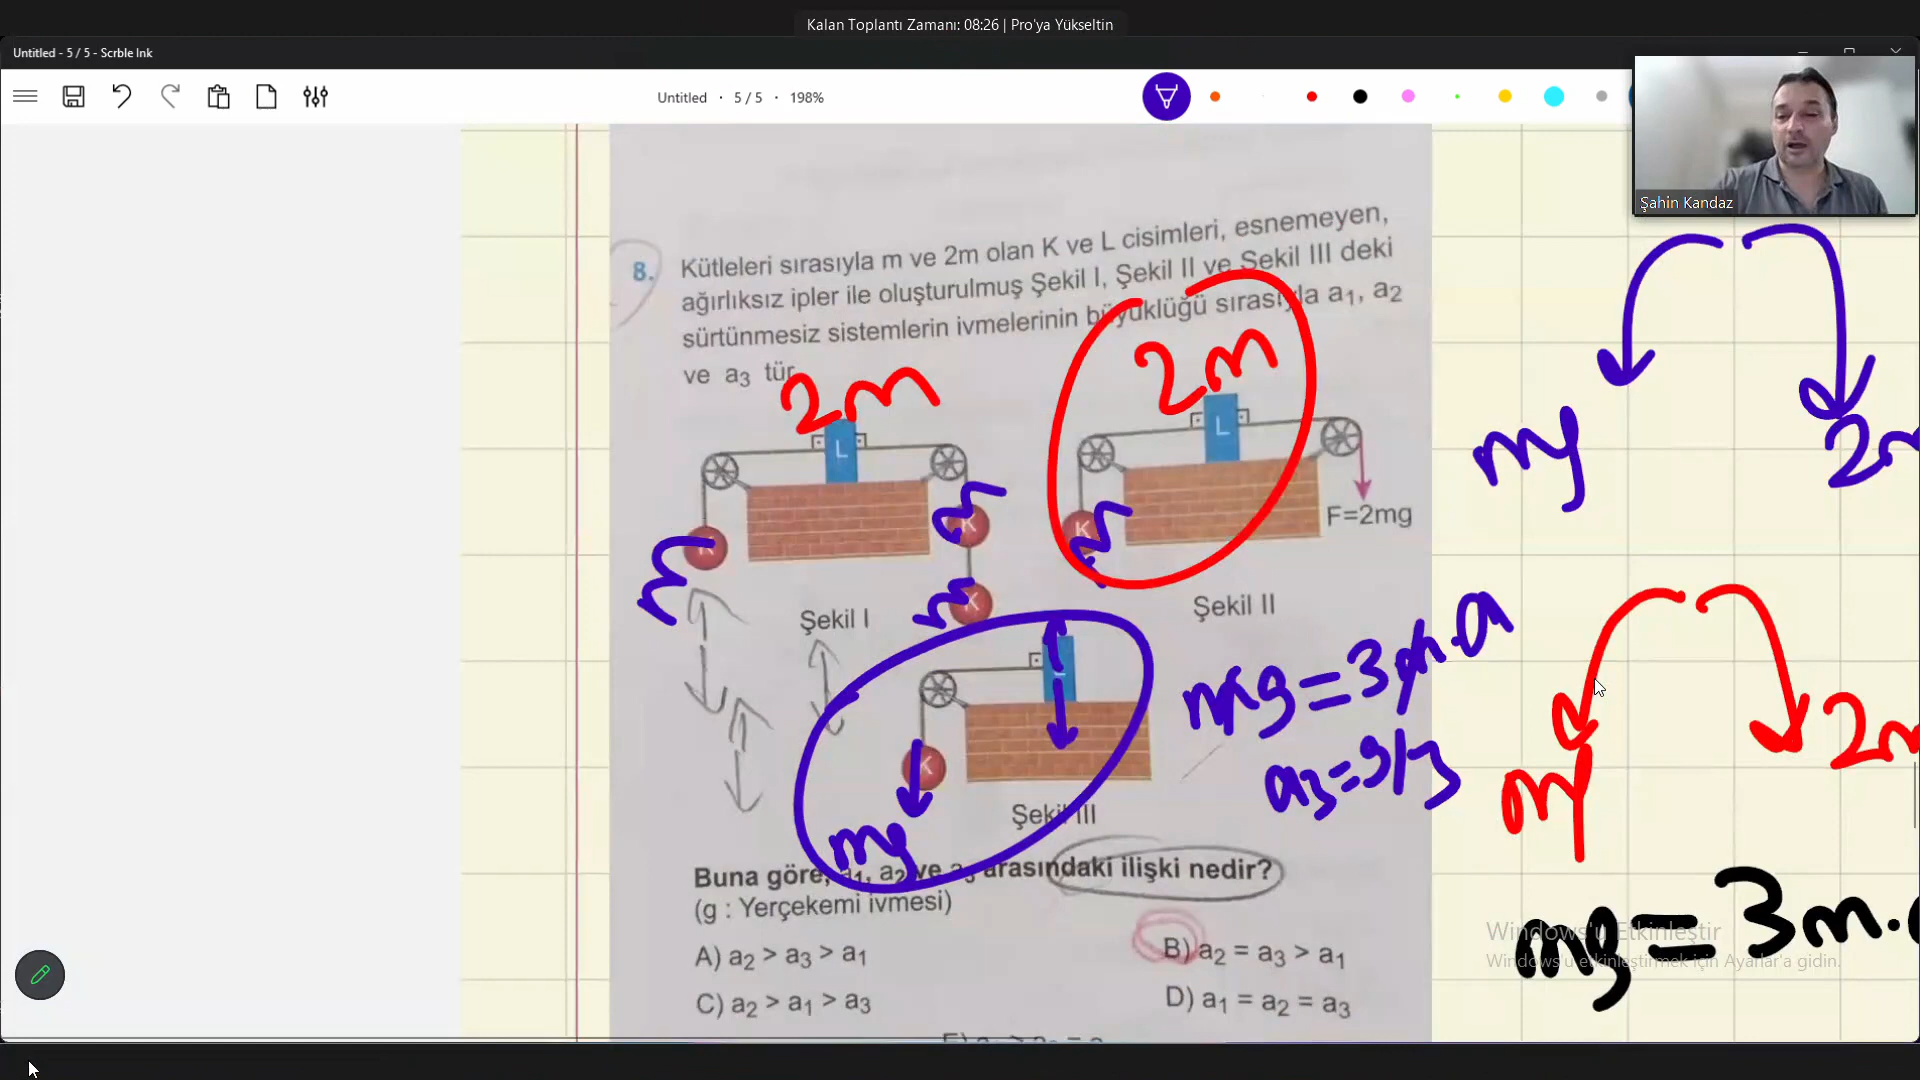 Kalan Toplantı Zamanı: 08:26 | Pro'ya Yükseltin
Untitled - 5 / 5 - Scrble Ink
Untitled · 5 / 5 · 198%
Şahin Kandaz
8. Kütleleri sırasıyla m ve 2m olan K ve L cisimleri, esnemeyen,
ağırlıksız ipler ile oluşturulmuş Şekil I, Şekil II ve Şekil III deki
sürtünmesiz sistemlerin ivmelerinin büyüklüğü sırasıyla a1, a2
ve a3 tür.
2m
2m
L
L
m
K
m
K
m
K
m
K
F=2mg
Şekil I
Şekil II
L
K
mg
Şekil III
mg=3m.a
a3=g/3
mg
2m
mg
2m
mg=3m.
Buna göre, a1, a2 ve a3 arasındaki ilişki nedir?
(g : Yerçekemi ivmesi)
A) a2 > a3 > a1
B) a2 = a3 > a1
C) a2 > a1 > a3
D) a1 = a2 = a3
Windows'u Etkinleştir
Windows'u etkinleştirmek için Ayarlar'a gidin.